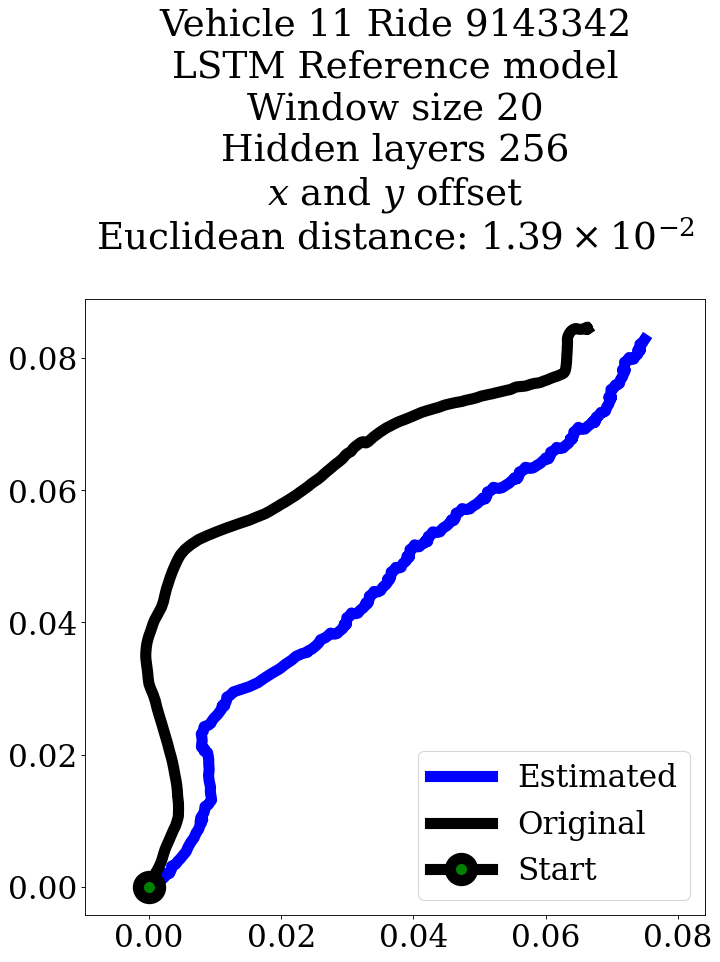 Vehicle 11 Ride 9143342
LSTM Reference model
Window size 20
Hidden layers 256
x and y offset
Euclidean distance: 1.39 × 10⁻²
0.08
0.06
0.04
0.02
0.00
Estimated
Original
Start
0.00 0.02 0.04 0.06 0.08